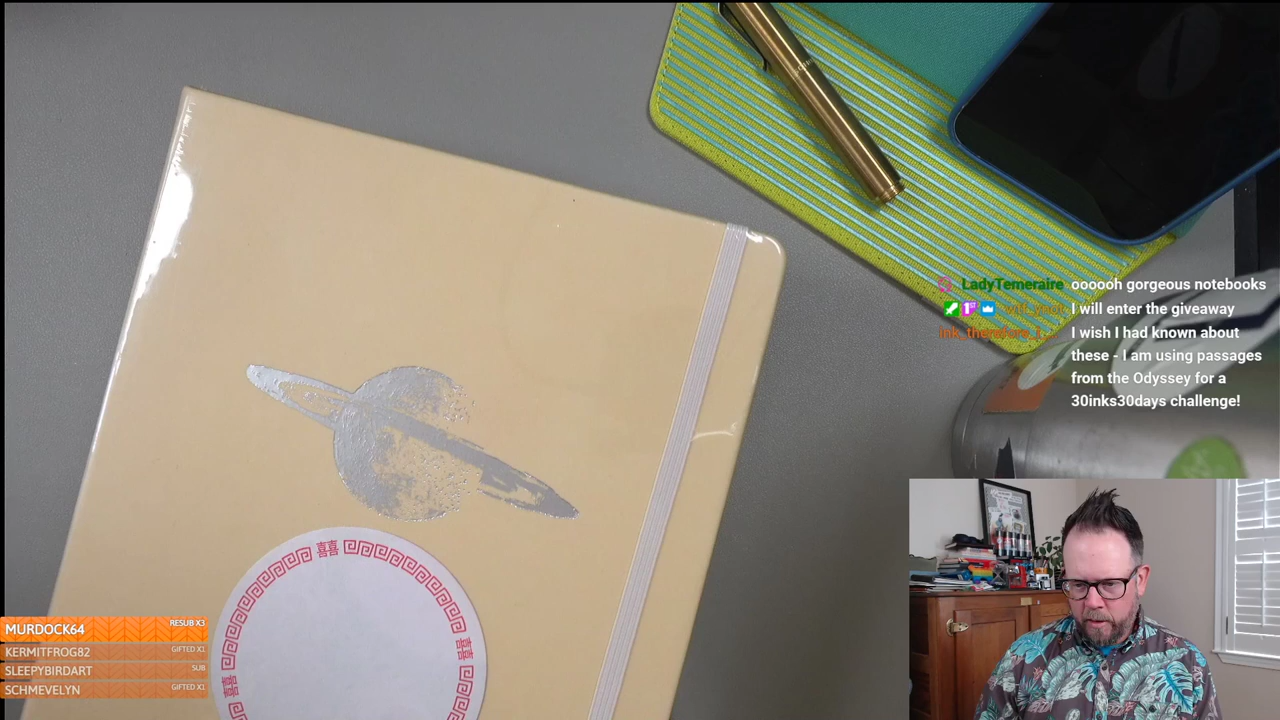 LadyTemeraire oooooh gorgeous notebooks
I will enter the giveaway
I wish I had known about
these - I am using passages
from the Odyssey for a
30inks30days challenge!
囍
囍
囍
MURDOCK64 RESUB X3
KERMITFROG82 GIFTED X1
SLEEPYBIRDART SUB
SCHMEVELYN GIFTED X1